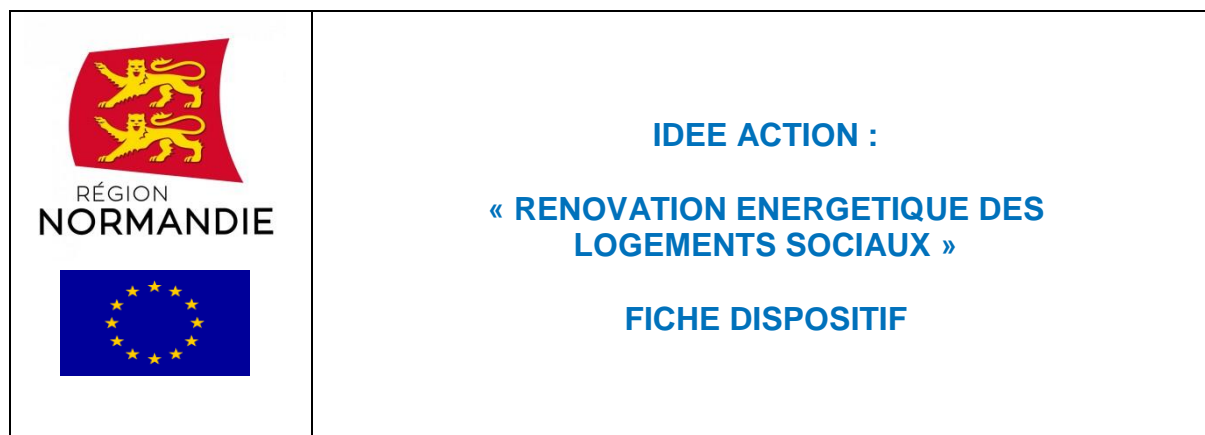 RÉGION
NORMANDIE
IDEE ACTION :
« RENOVATION ENERGETIQUE DES
LOGEMENTS SOCIAUX »
FICHE DISPOSITIF